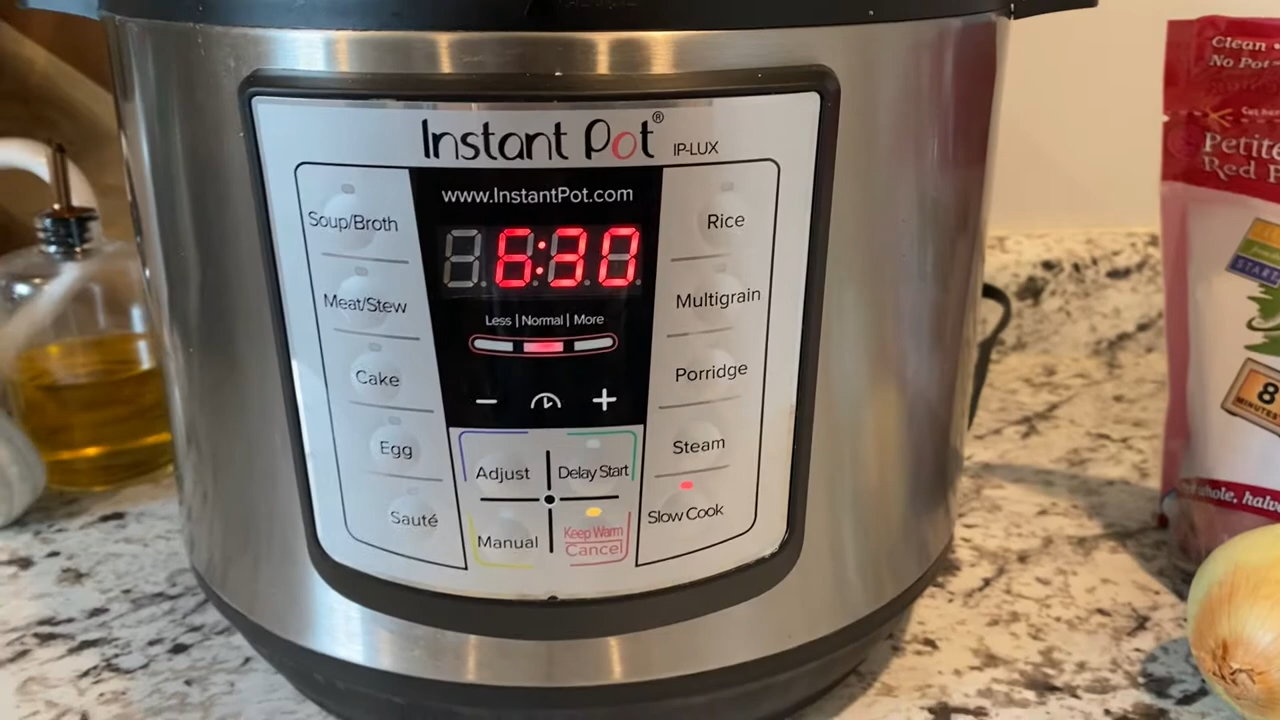 Instant Pot®
IP-LUX
www.InstantPot.com
6:30
Less | Normal | More
− +
Soup/Broth
Meat/Stew
Cake
Egg
Sauté
Rice
Multigrain
Porridge
Steam
Slow Cook
Adjust
Delay Start
Manual
Keep Warm
Cancel
Clean •
No Pot
Petite
Red
START
8
MINUTES
whole, halv